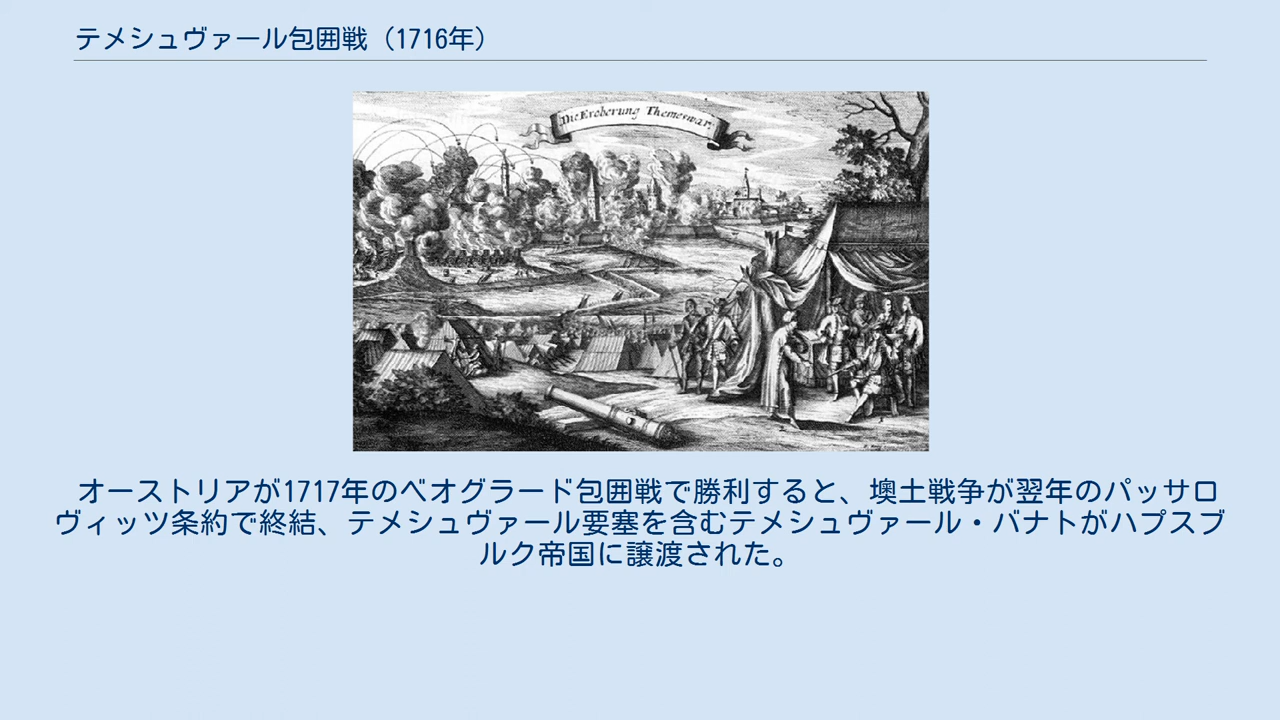 テメシュヴァール包囲戦（1716年）
Die Eroberung Themeswar
オーストリアが1717年のベオグラード包囲戦で勝利すると、墺土戦争が翌年のパッサロ
ヴィッツ条約で終結、テメシュヴァール要塞を含むテメシュヴァール・バナトがハプスブ
ルク帝国に譲渡された。